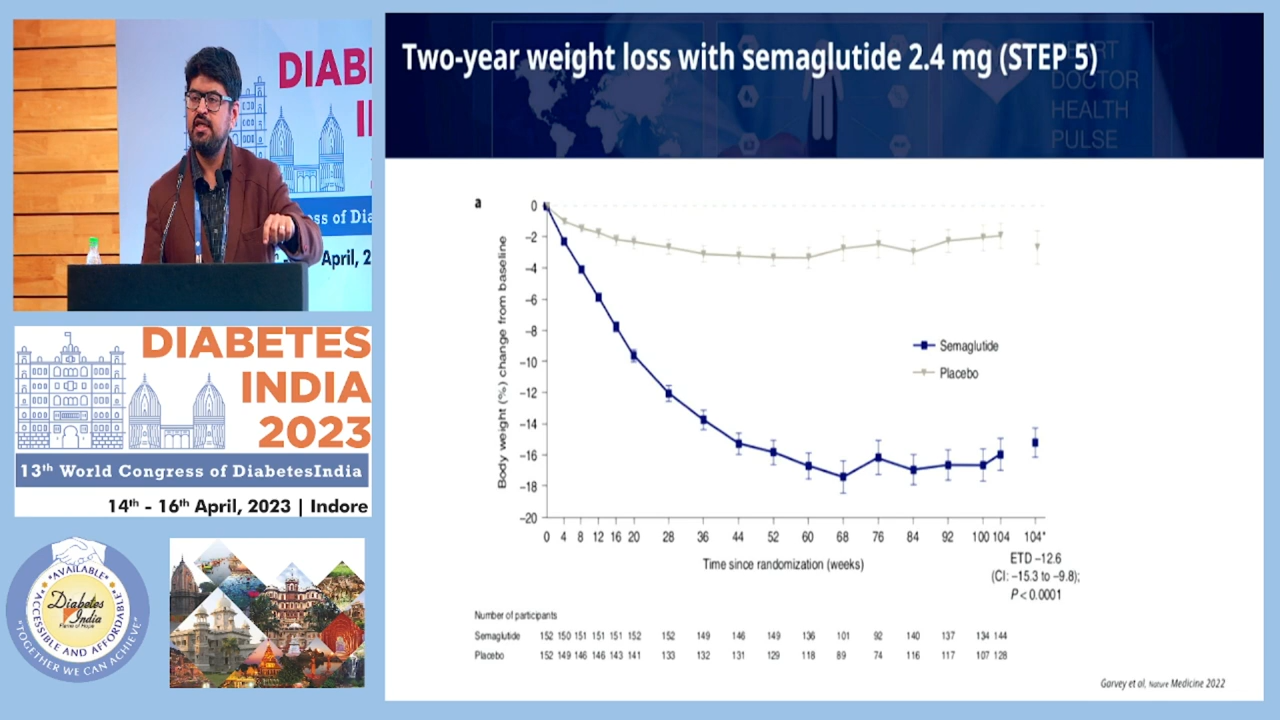 DIAB
I
ss of Dia
April, 2
DIABETES
INDIA
2023
13th World Congress of DiabetesIndia
14th - 16th April, 2023 | Indore
*AVAILABLE*
"ACCESSIBLE AND AFFORDABLE"
Diabetes
India
"TOGETHER WE CAN ACHIEVE"
Two-year weight loss with semaglutide 2.4 mg (STEP 5)
DOCTOR
HEALTH
PULSE
a
Body weight (%) change from baseline
0
–2
–4
–6
–8
–10
–12
–14
–16
–18
–20
Semaglutide
Placebo
0 4 8 12 16 20 28 36 44 52 60 68 76 84 92 100 104 104*
Time since randomization (weeks)
ETD –12.6
(CI: –15.3 to –9.8);
P < 0.0001
Number of participants
Semaglutide 152 150 151 151 151 152 152 149 146 149 136 101 92 140 137 134 144
Placebo 152 149 146 146 143 141 133 132 131 129 118 89 74 116 117 107 128
Garvey et al, Nature Medicine 2022